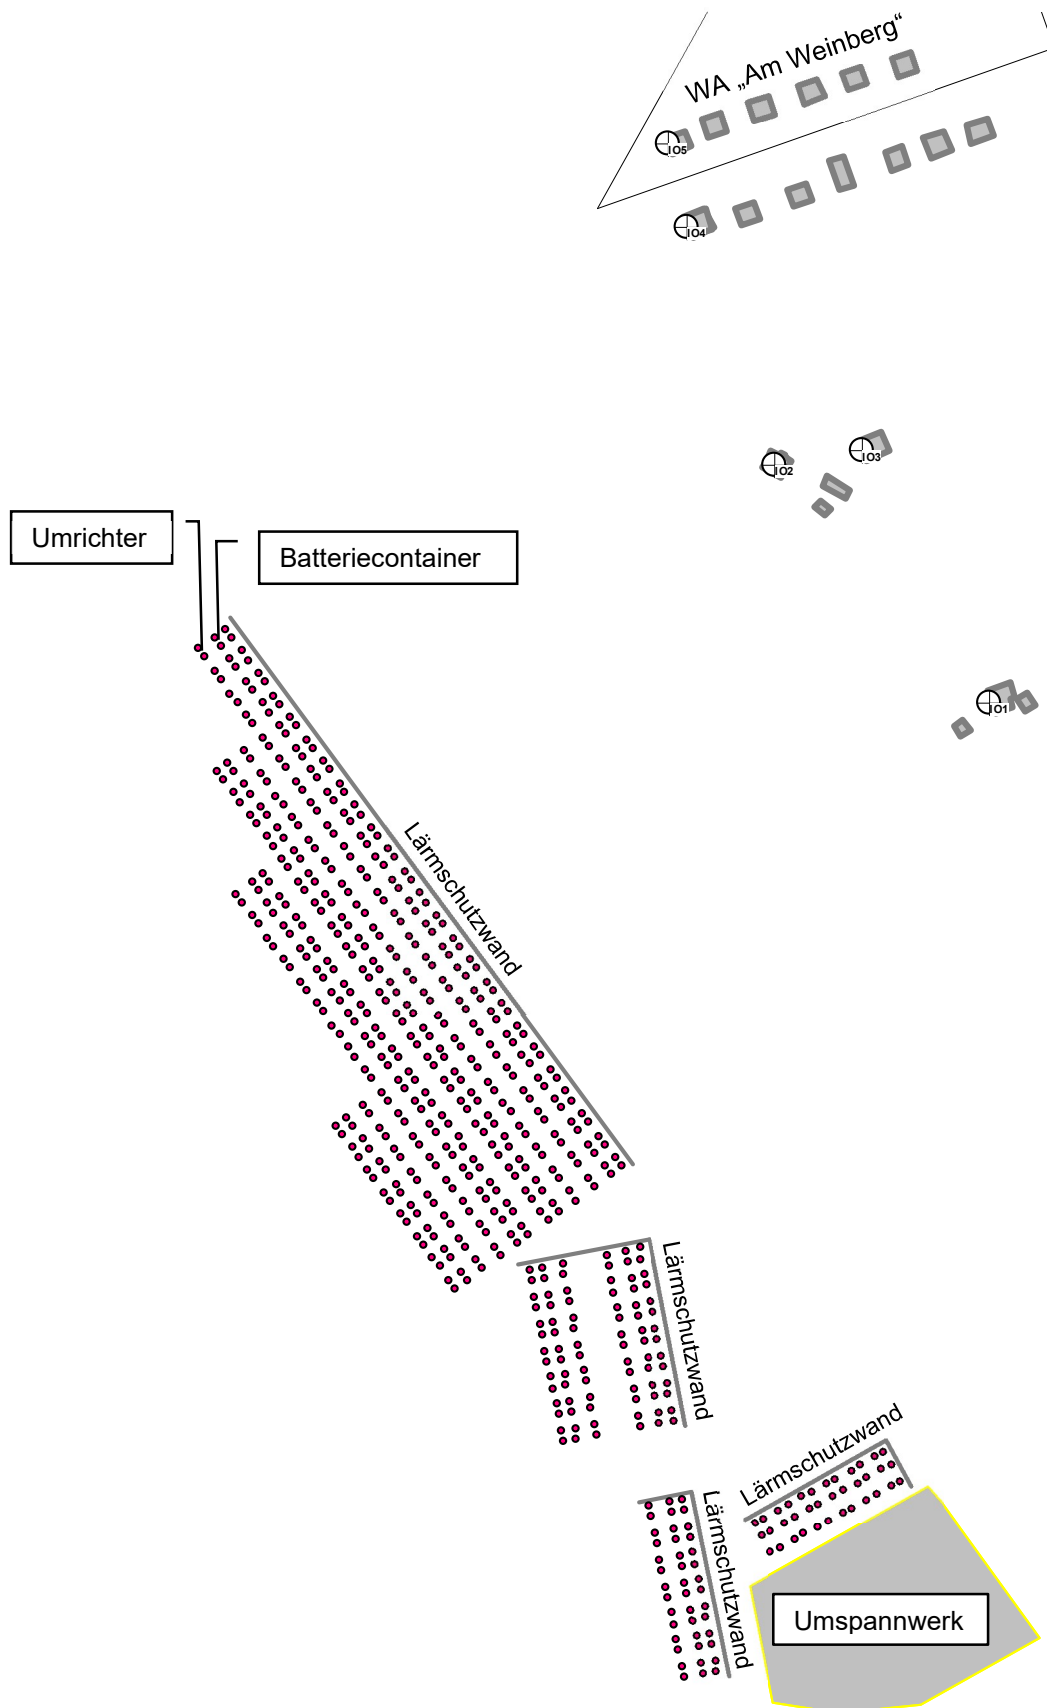 WA „Am Weinberg“
IO5
IO4
IO2
IO3
Umrichter
Batteriecontainer
IO1
Lärmschutzwand
Lärmschutzwand
Lärmschutzwand
Lärmschutzwand
Umspannwerk